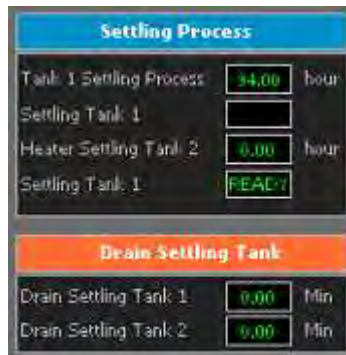 Settling Process
Tank 1 Settling Process 34.00 hour
Settling Tank 1
Heater Settling Tank 2 0.00 hour
Settling Tank 1 READY
Drain Settling Tank
Drain Settling Tank 1 0.00 Min
Drain Settling Tank 2 0.00 Min